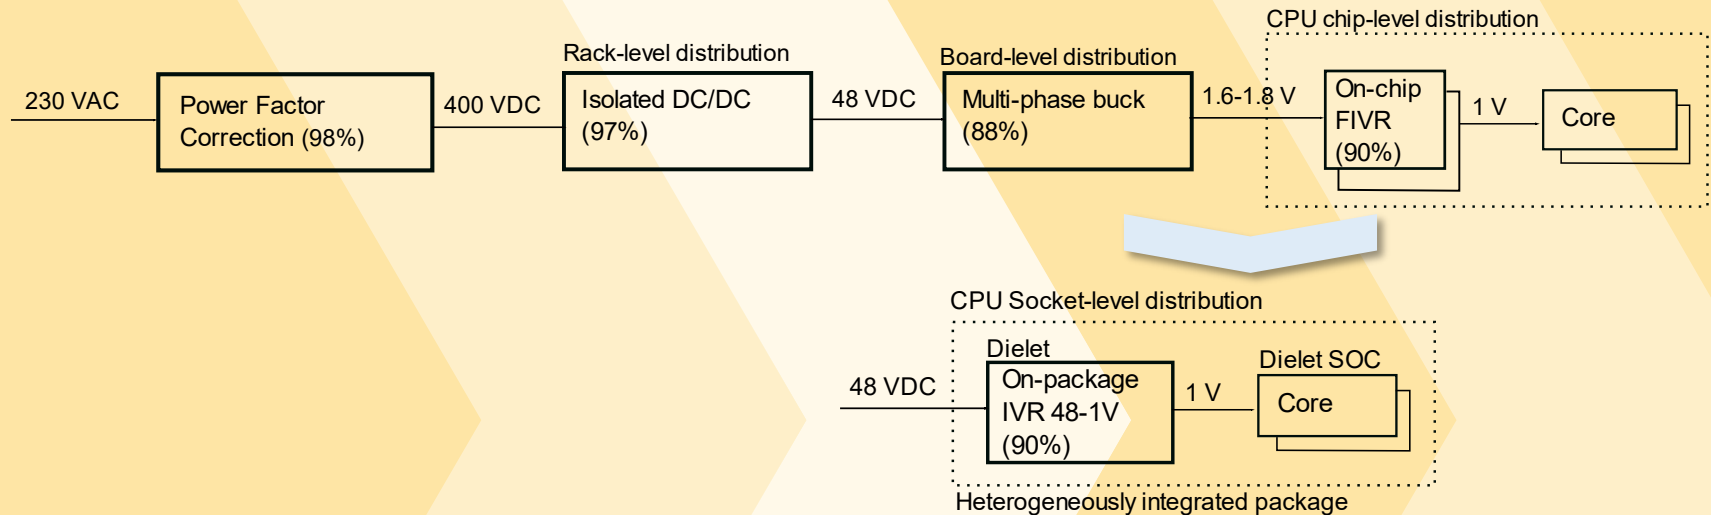 CPU chip-level distribution
Rack-level distribution
Board-level distribution
230 VAC
Power Factor
Correction (98%)
400 VDC
Isolated DC/DC
(97%)
48 VDC
Multi-phase buck
(88%)
1.6-1.8 V
On-chip
FIVR
(90%)
1 V
Core
CPU Socket-level distribution
Dielet
48 VDC
On-package
IVR 48-1V
(90%)
1 V
Dielet SOC
Core
Heterogeneously integrated package